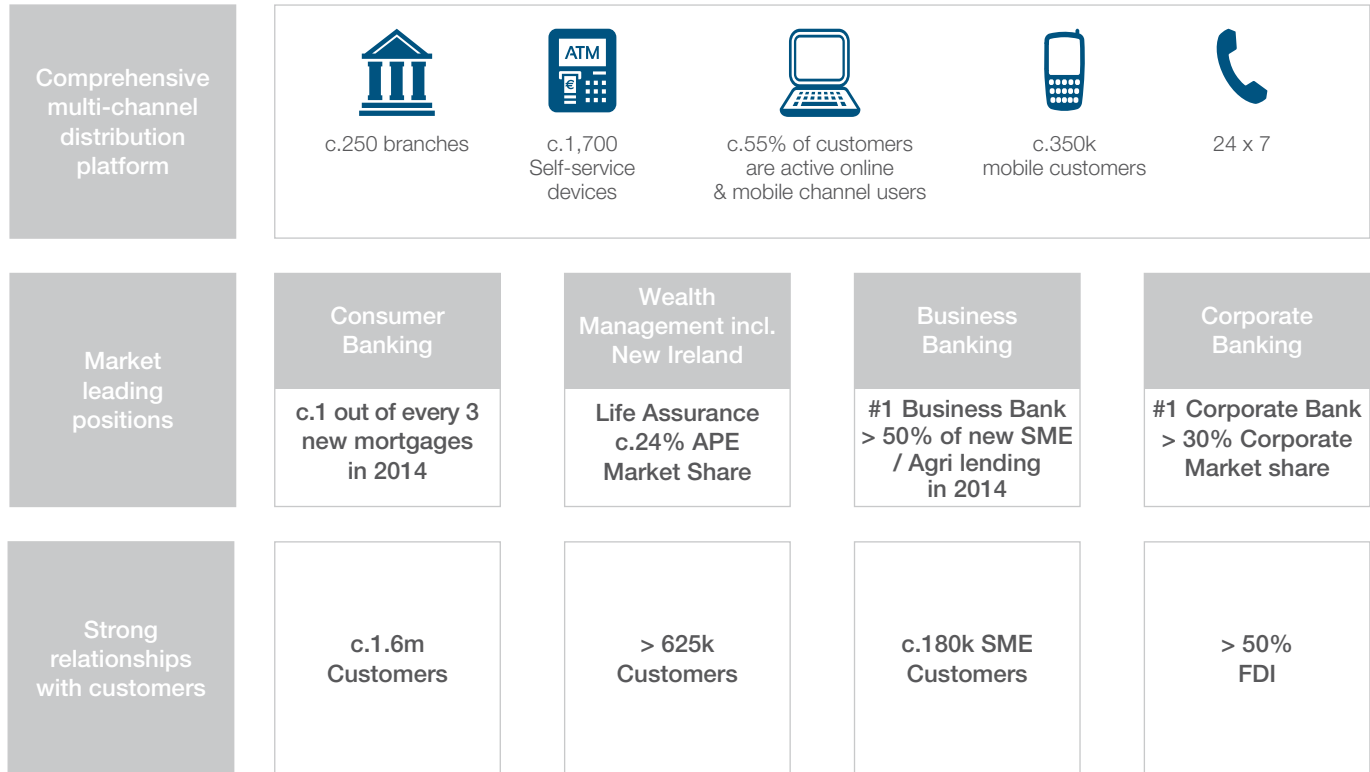 Comprehensive
multi-channel
distribution
platform
ATM
€
c.250 branches
c.1,700
Self-service
devices
c.55% of customers
are active online
& mobile channel users
c.350k
mobile customers
24 x 7
Market
leading
positions
Consumer
Banking
c.1 out of every 3
new mortgages
in 2014
Wealth
Management incl.
New Ireland
Life Assurance
c.24% APE
Market Share
Business
Banking
#1 Business Bank
> 50% of new SME
/ Agri lending
in 2014
Corporate
Banking
#1 Corporate Bank
> 30% Corporate
Market share
Strong
relationships
with customers
c.1.6m
Customers
> 625k
Customers
c.180k SME
Customers
> 50%
FDI